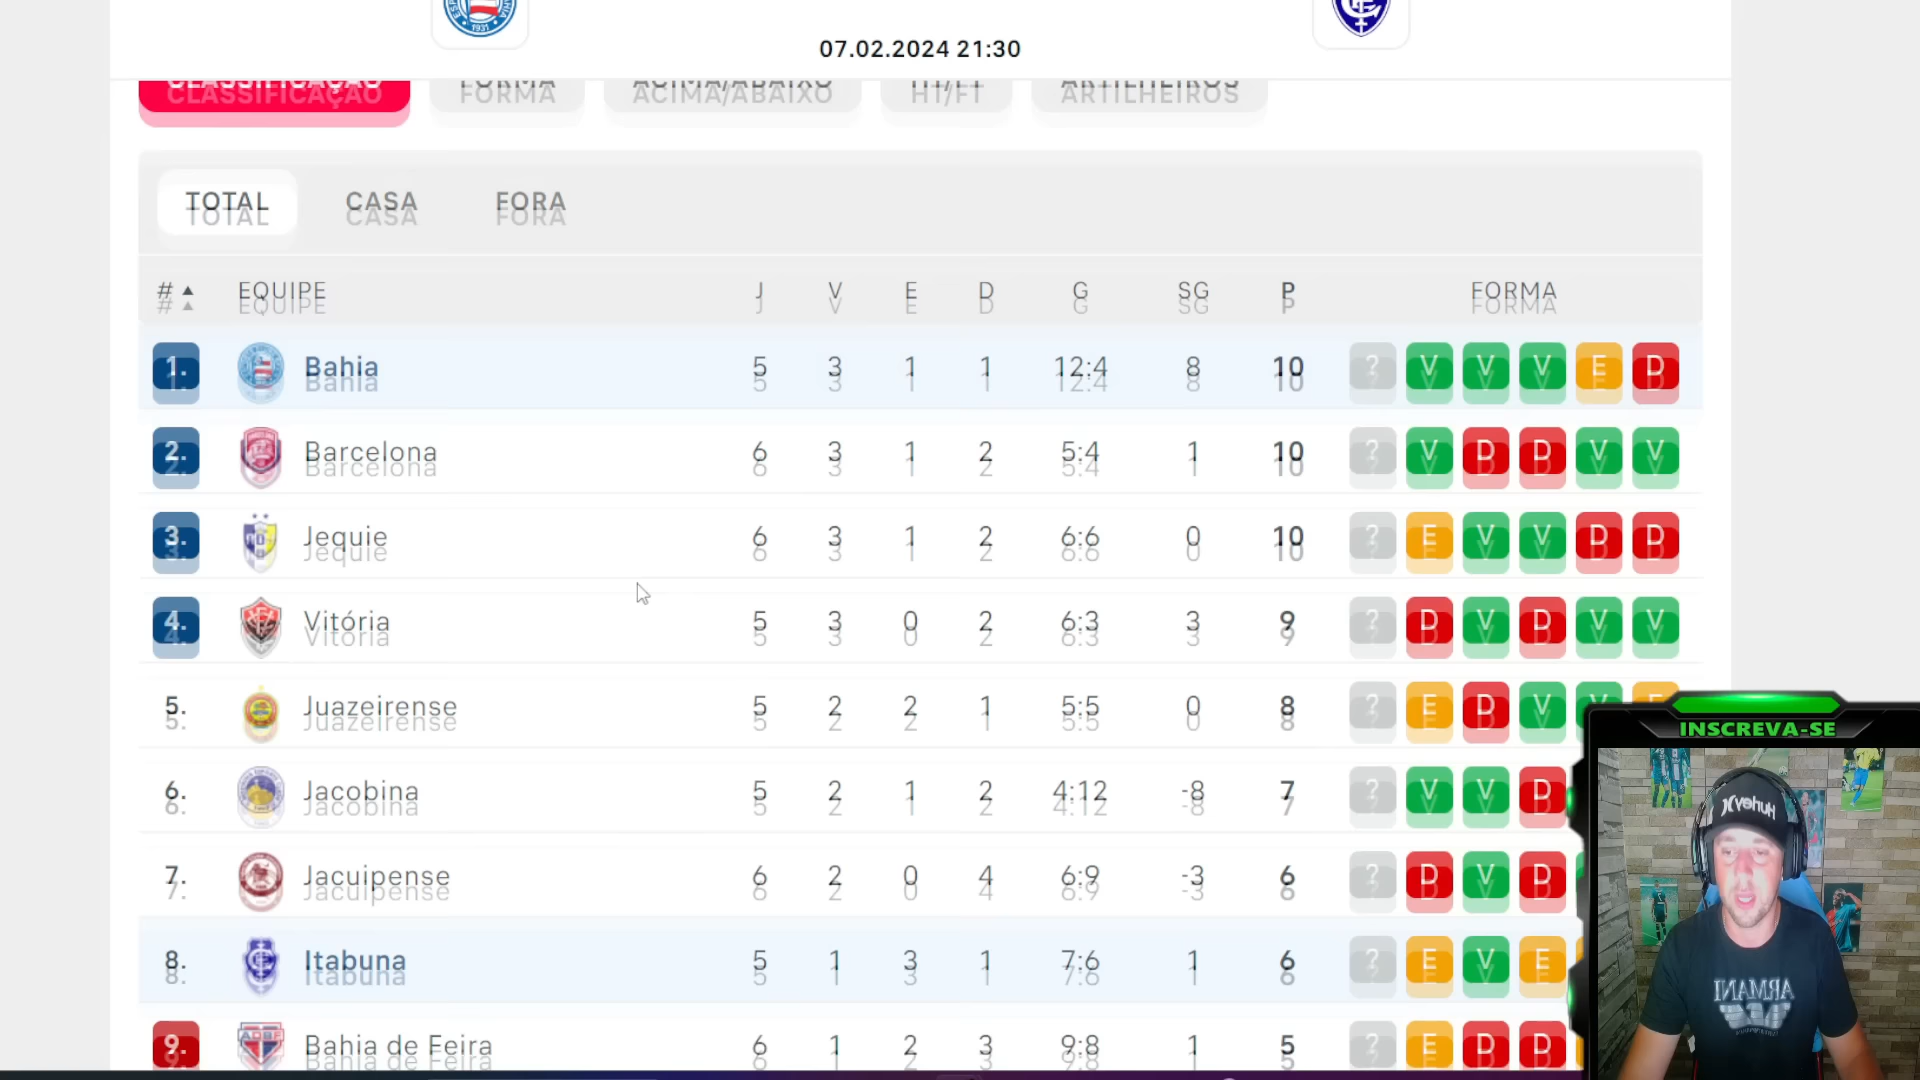 1931
07.02.2024 21:30
CLASSIFICAÇÃO FORMA ACIMA/ABAIXO HT/FT ARTILHEIROS
TOTAL CASA FORA
# EQUIPE J V E D G SG P FORMA
1. Bahia 5 3 1 1 12:4 8 10 ? V V V E D
2. Barcelona 6 3 1 2 5:4 1 10 ? V D D V V
3. Jequie 6 3 1 2 6:6 0 10 ? E V V D D
4. Vitória 5 3 0 2 6:3 3 9 ? D V D V V
5. Juazeirense 5 2 2 1 5:5 0 8 ? E D V V E
6. Jacobina 5 2 1 2 4:12 -8 7 ? V V D
7. Jacuipense 6 2 0 4 6:9 -3 6 ? D V D
8. Itabuna 5 1 3 1 7:6 1 6 ? E V E
9. Bahia de Feira 6 1 2 3 9:8 1 5 ? E D D
ADBF
INSCREVA-SE
Hurley
ARMANI